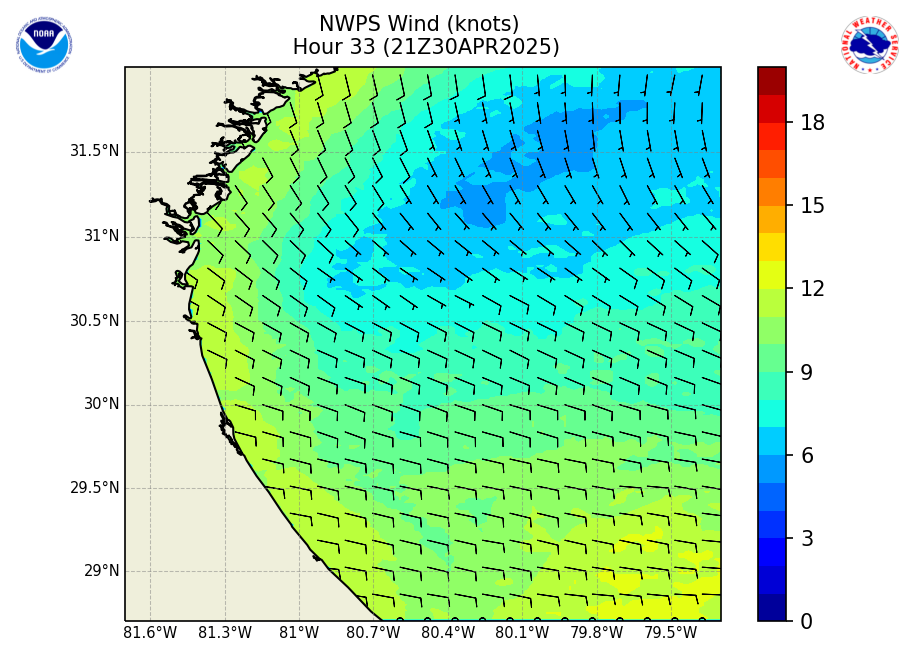 NWPS Wind (knots)
Hour 33 (21Z30APR2025)
NOAA
NATIONAL WEATHER SERVICE
31.5°N
31°N
30.5°N
30°N
29.5°N
29°N
81.6°W 81.3°W 81°W 80.7°W 80.4°W 80.1°W 79.8°W 79.5°W
18
15
12
9
6
3
0